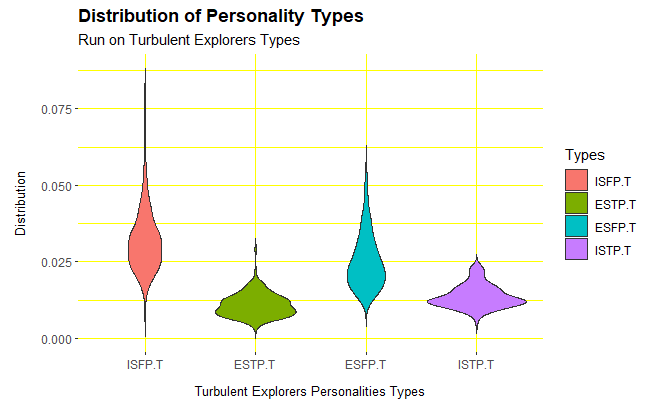 Distribution of Personality Types
Run on Turbulent Explorers Types
0.075
0.050
0.025
0.000
Distribution
ISFP.T
ESTP.T
ESFP.T
ISTP.T
Turbulent Explorers Personalities Types
Types
ISFP.T
ESTP.T
ESFP.T
ISTP.T